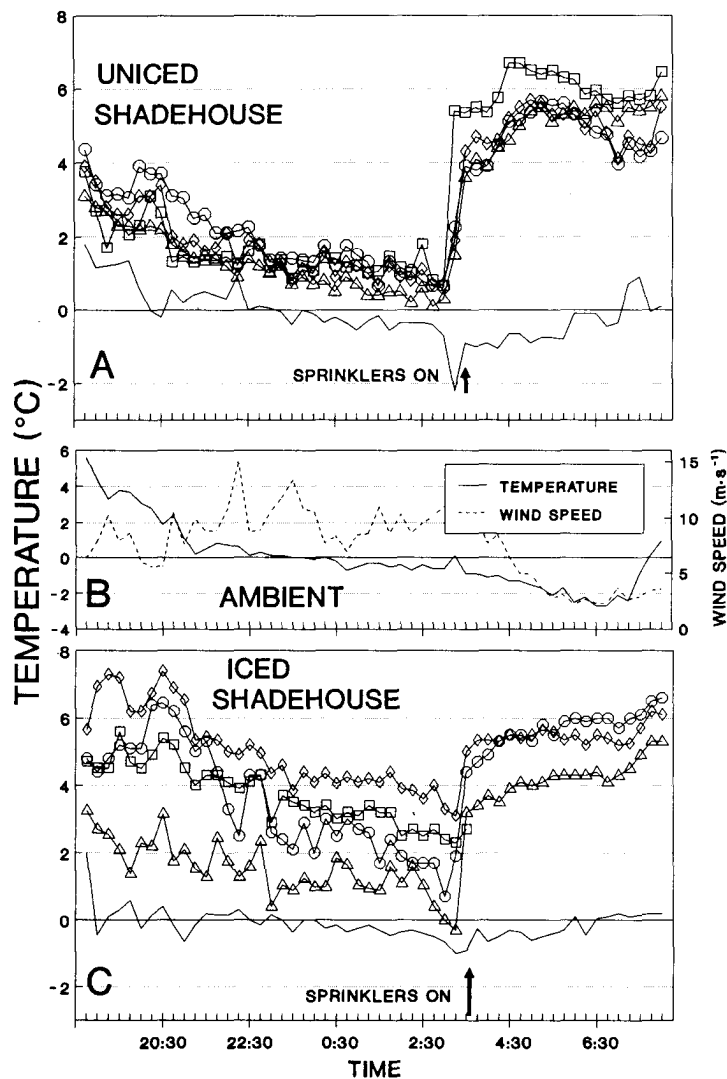 TEMPERATURE (°C)
8
6
4
2
0
-2
UNICED
SHADEHOUSE
SPRINKLERS ON
A
6
4
2
0
-2
-4
15
10
5
0
WIND SPEED (m·s⁻¹)
TEMPERATURE
WIND SPEED
B
AMBIENT
8
6
4
2
0
-2
ICED
SHADEHOUSE
C
SPRINKLERS ON
20:30 22:30 0:30 2:30 4:30 6:30
TIME